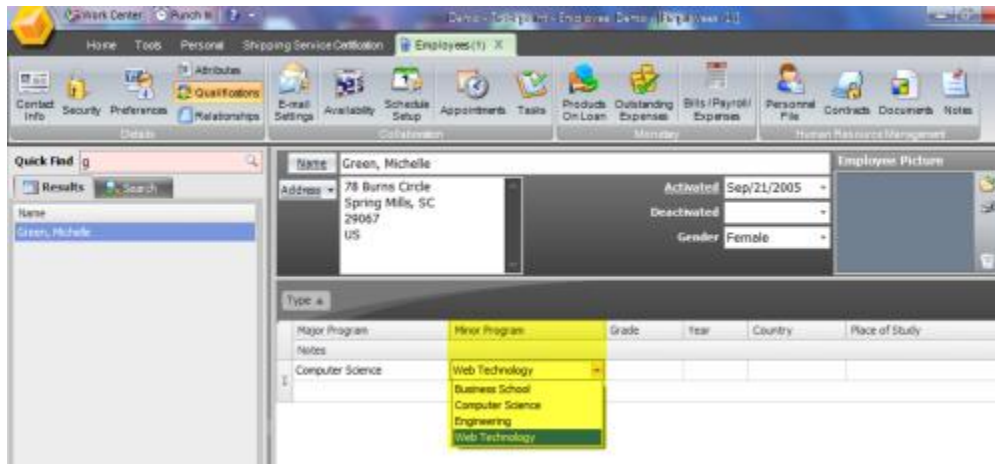 Work Center Punch In
Home Tools Personal Shipping Service Certification Employees(1) X
Contact Info Security Preferences Attributes Qualifications Relationships
E-mail Settings Availability Schedule Setup Appointments Tasks
Products On Loan Outstanding Expenses Bills/Payroll/ Expenses
Personnel File Contracts Documents Notes
Details Collaboration Monetary Human Resource Management
Quick Find g
Results Search
Name
Green, Michelle
Name Green, Michelle
Employee Picture
Address 78 Burns Circle
Spring Mills, SC
29067
US
Activated Sep/21/2005
Deactivated
Gender Female
Type
Major Program Minor Program Grade Year Country Place of Study
Notes
Computer Science Web Technology
Business School
Computer Science
Engineering
Web Technology